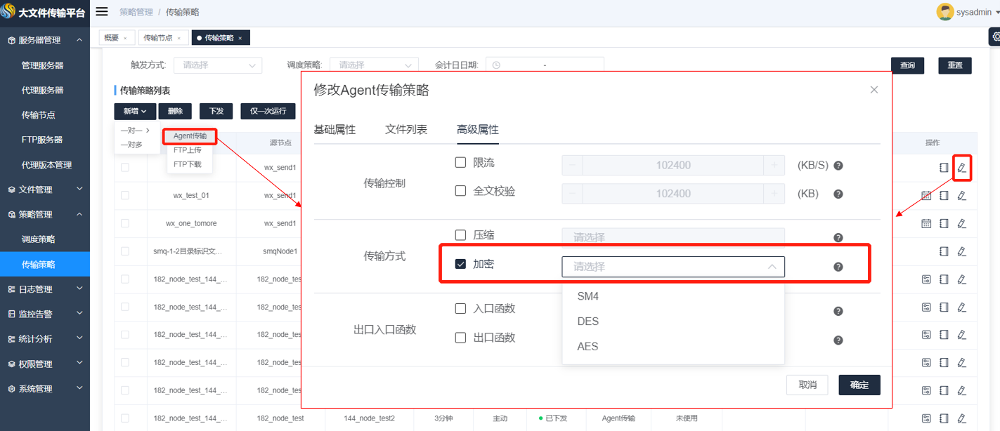 大文件传输平台
策略管理 / 传输策略
sysadmin
概要 ×
传输节点 ×
传输策略 ×
服务器管理
管理服务器
代理服务器
传输节点
FTP服务器
代理版本管理
文件管理
策略管理
调度策略
传输策略
日志管理
监控告警
统计分析
权限管理
系统管理
触发方式: 请选择 调度策略: 请选择 会计日日期: -
查询 重置
传输策略列表
新增 删除 下发 仅一次运行
一对一
一对多
Agent传输
FTP上传
FTP下载
源节点 操作
wx_send1
wx_test_01 wx_send1
wx_one_tomore wx_send1
smq-1-2目录标识文... smqNode1
182_node_test_144_... 182_node_tes
182_node_test_144_... 182_node_tes
182_node_test_144_... 182_node_tes
182_node_test_144_... 182_node_tes
182_node_test_144_... 182_node_tes
182_node_test_144_... 182_node_test 144_node_test2 3分钟 主动 已下发 Agent传输 未使用
修改Agent传输策略
基础属性 文件列表 高级属性
传输控制
限流 102400 (KB/S)
全文校验 102400 (KB)
传输方式
压缩 请选择
加密 请选择
SM4
DES
AES
出口入口函数
入口函数
出口函数
取消 确定